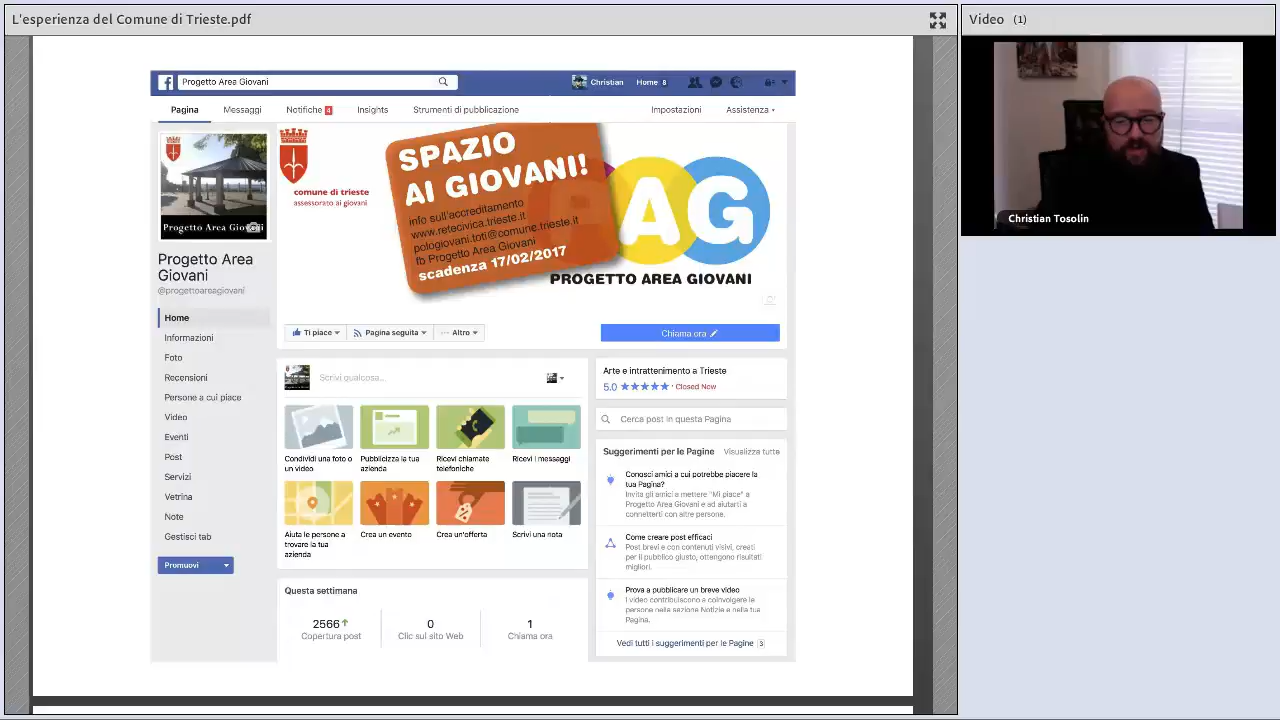 L'esperienza del Comune di Trieste.pdf
Video (1)
Progetto Area Giovani
Christian
Home 8
Pagina
Messaggi
Notifiche 4
Insights
Strumenti di pubblicazione
Impostazioni
Assistenza
comune di trieste
assessorato ai giovani
SPAZIO
AI GIOVANI!
info sull'accreditamento
www.retecivica.trieste.it
pologiovani.toti@comune.trieste.it
fb Progetto Area Giovani
scadenza 17/02/2017
PAG
PROGETTO AREA GIOVANI
Christian Tosolin
Progetto Area Giovani
Progetto Area
Giovani
@progettoareagiovani
Home
Informazioni
Foto
Recensioni
Persone a cui piace
Video
Eventi
Post
Servizi
Vetrina
Note
Gestisci tab
Promuovi
Ti piace
Pagina seguita
Altro
Chiama ora
Scrivi qualcosa...
Condividi una foto o
un video
Pubblicizza la tua
azienda
Ricevi chiamate
telefoniche
Ricevi i messaggi
Aiuta le persone a
trovare la tua
azienda
Crea un evento
Crea un'offerta
Scrivi una nota
Questa settimana
2566
Copertura post
0
Clic sul sito Web
1
Chiama ora
Arte e intrattenimento a Trieste
5.0 ★★★★★ · Closed Now
Cerca post in questa Pagina
Suggerimenti per le Pagine
Visualizza tutte
Conosci amici a cui potrebbe piacere la
tua Pagina?
Invita gli amici a mettere "Mi piace" a
Progetto Area Giovani e ad aiutarti a
connetterti con altre persone.
Come creare post efficaci
Post brevi e con contenuti visivi, creati
per il pubblico giusto, ottengono risultati
migliori.
Prova a pubblicare un breve video
I video contribuiscono a coinvolgere le
persone nella sezione Notizie e nella tua
Pagina.
Vedi tutti i suggerimenti per le Pagine